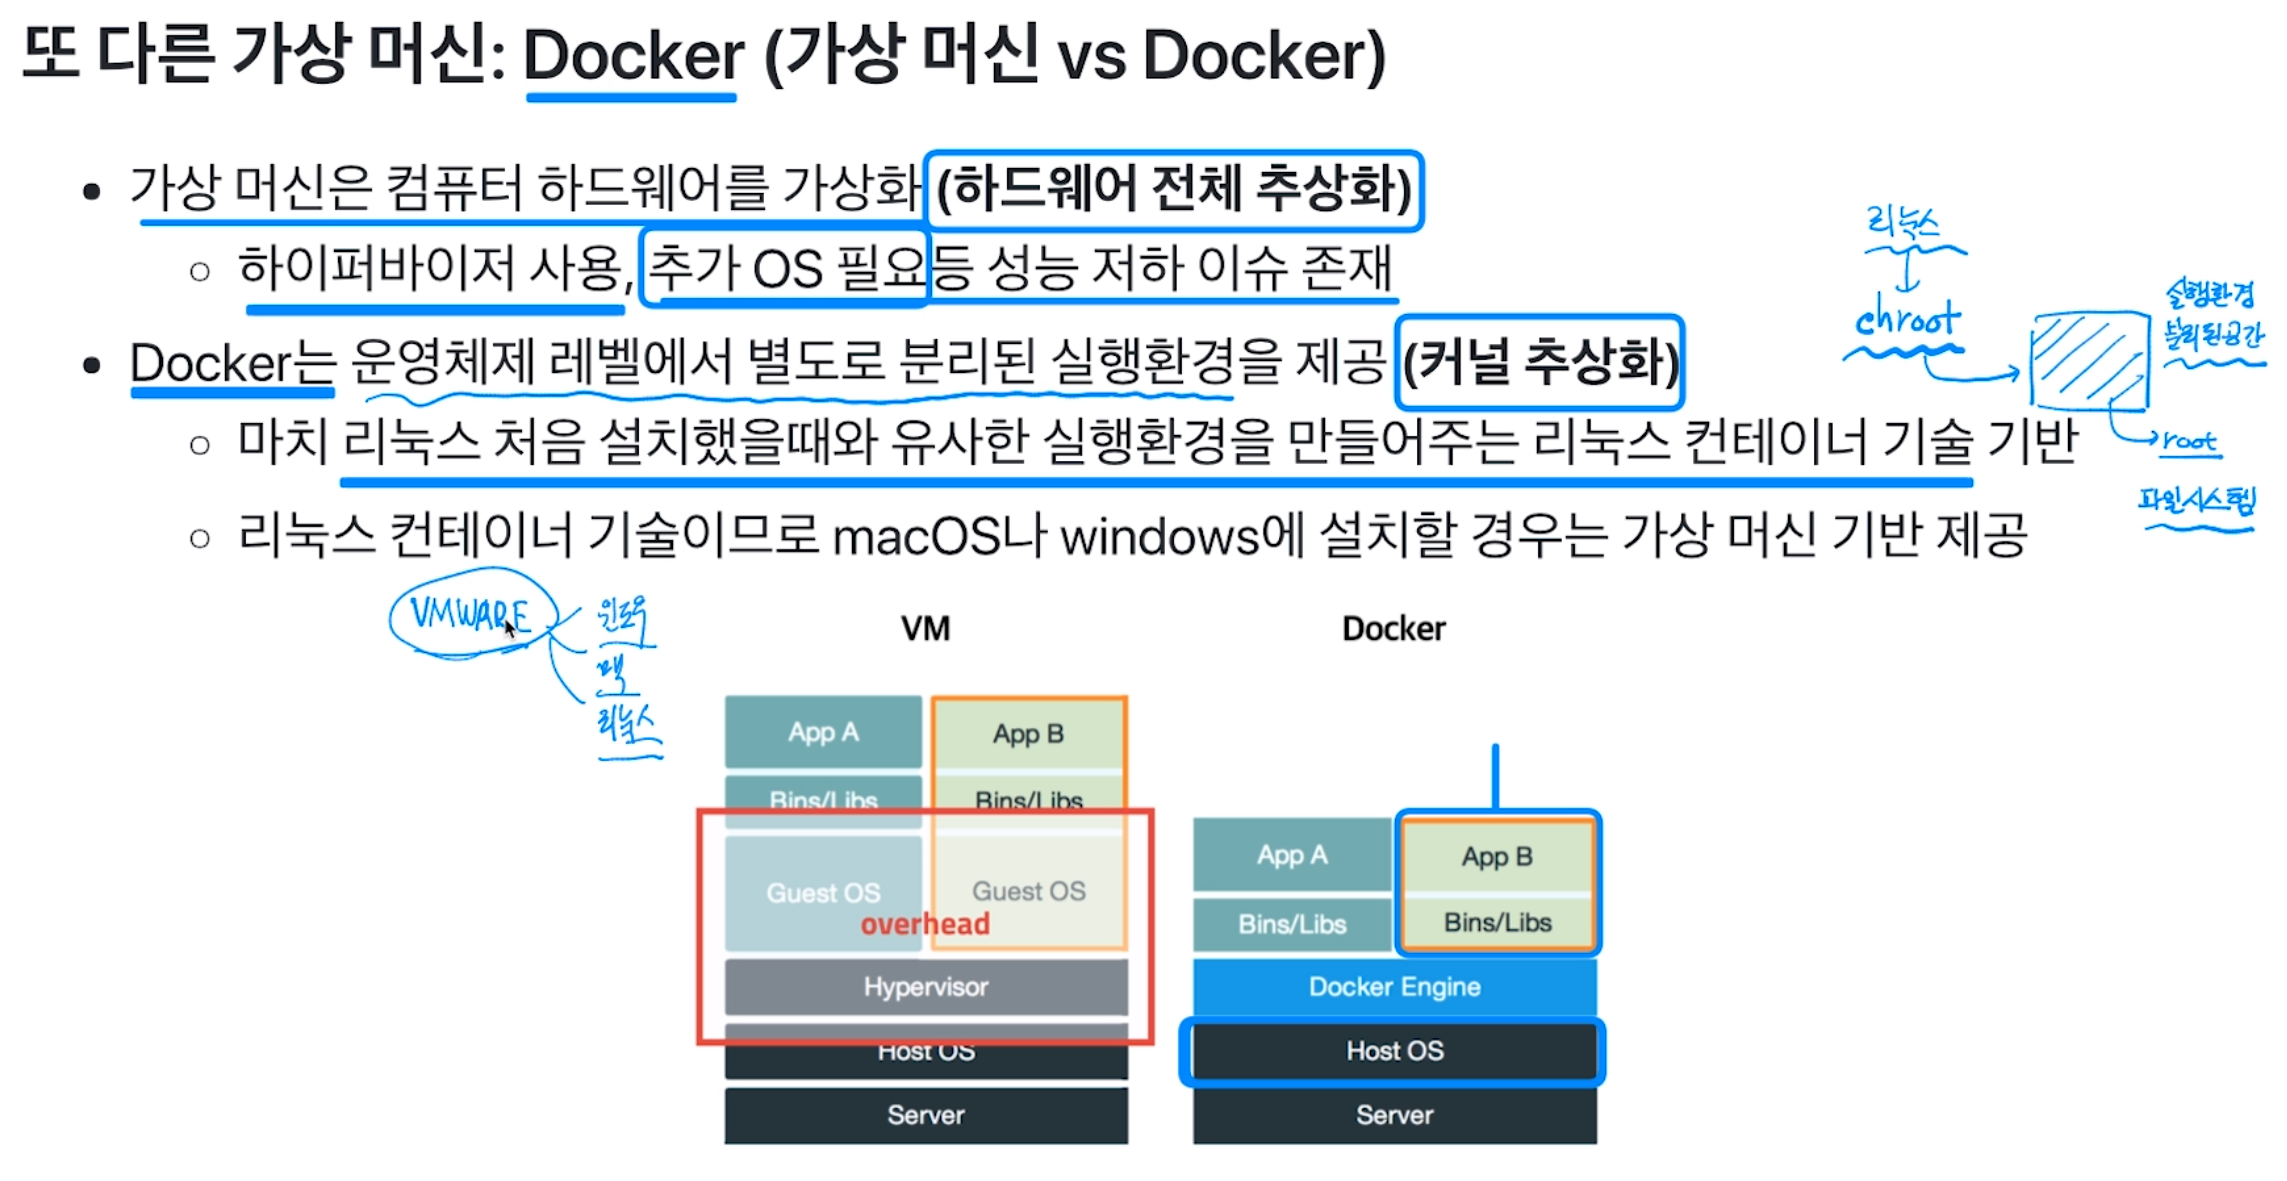 또 다른 가상 머신: Docker (가상 머신 vs Docker)
• 가상 머신은 컴퓨터 하드웨어를 가상화 (하드웨어 전체 추상화)
○ 하이퍼바이저 사용, 추가 OS 필요등 성능 저하 이슈 존재
• Docker는 운영체제 레벨에서 별도로 분리된 실행환경을 제공 (커널 추상화)
○ 마치 리눅스 처음 설치했을때와 유사한 실행환경을 만들어주는 리눅스 컨테이너 기술 기반
○ 리눅스 컨테이너 기술이므로 macOS나 windows에 설치할 경우는 가상 머신 기반 제공
리눅스
chroot
실행환경
분리된공간
root
파일시스템
VMWARE
윈도우
맥
리눅스
VM
App A
App B
Bins/Libs
Bins/Libs
Guest OS
Guest OS
overhead
Hypervisor
Host OS
Server
Docker
App A
App B
Bins/Libs
Bins/Libs
Docker Engine
Host OS
Server